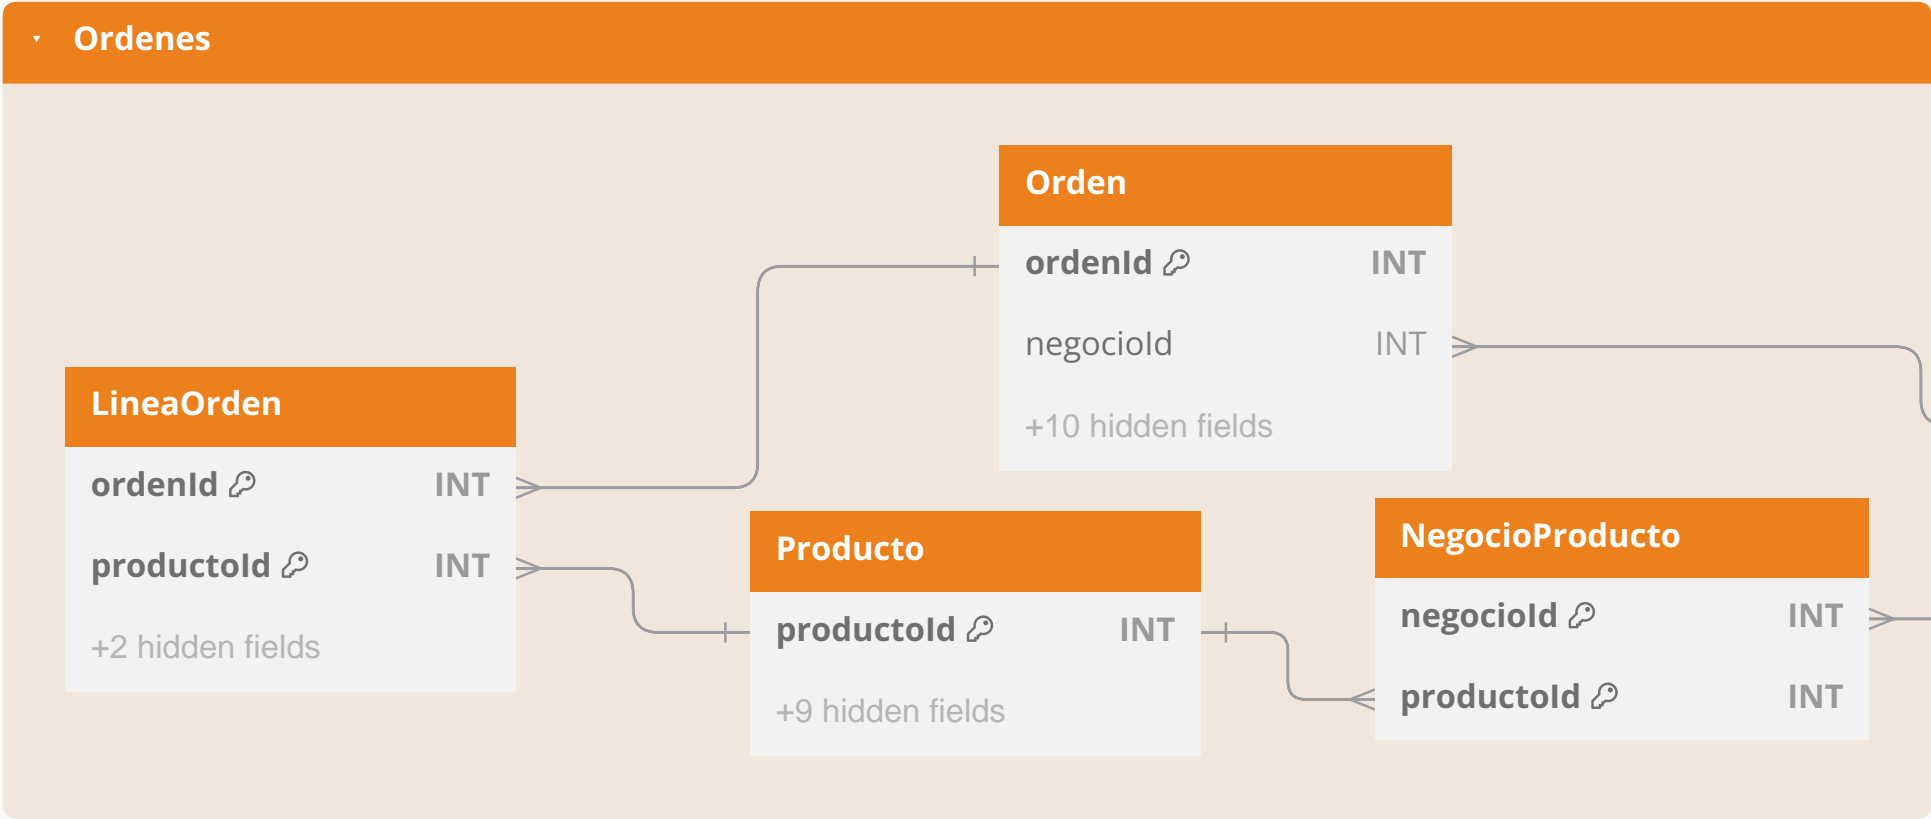 Ordenes
Orden
ordenId INT
negocioId INT
+10 hidden fields
LineaOrden
ordenId INT
productoId INT
+2 hidden fields
Producto
productoId INT
+9 hidden fields
NegocioProducto
negocioId INT
productoId INT